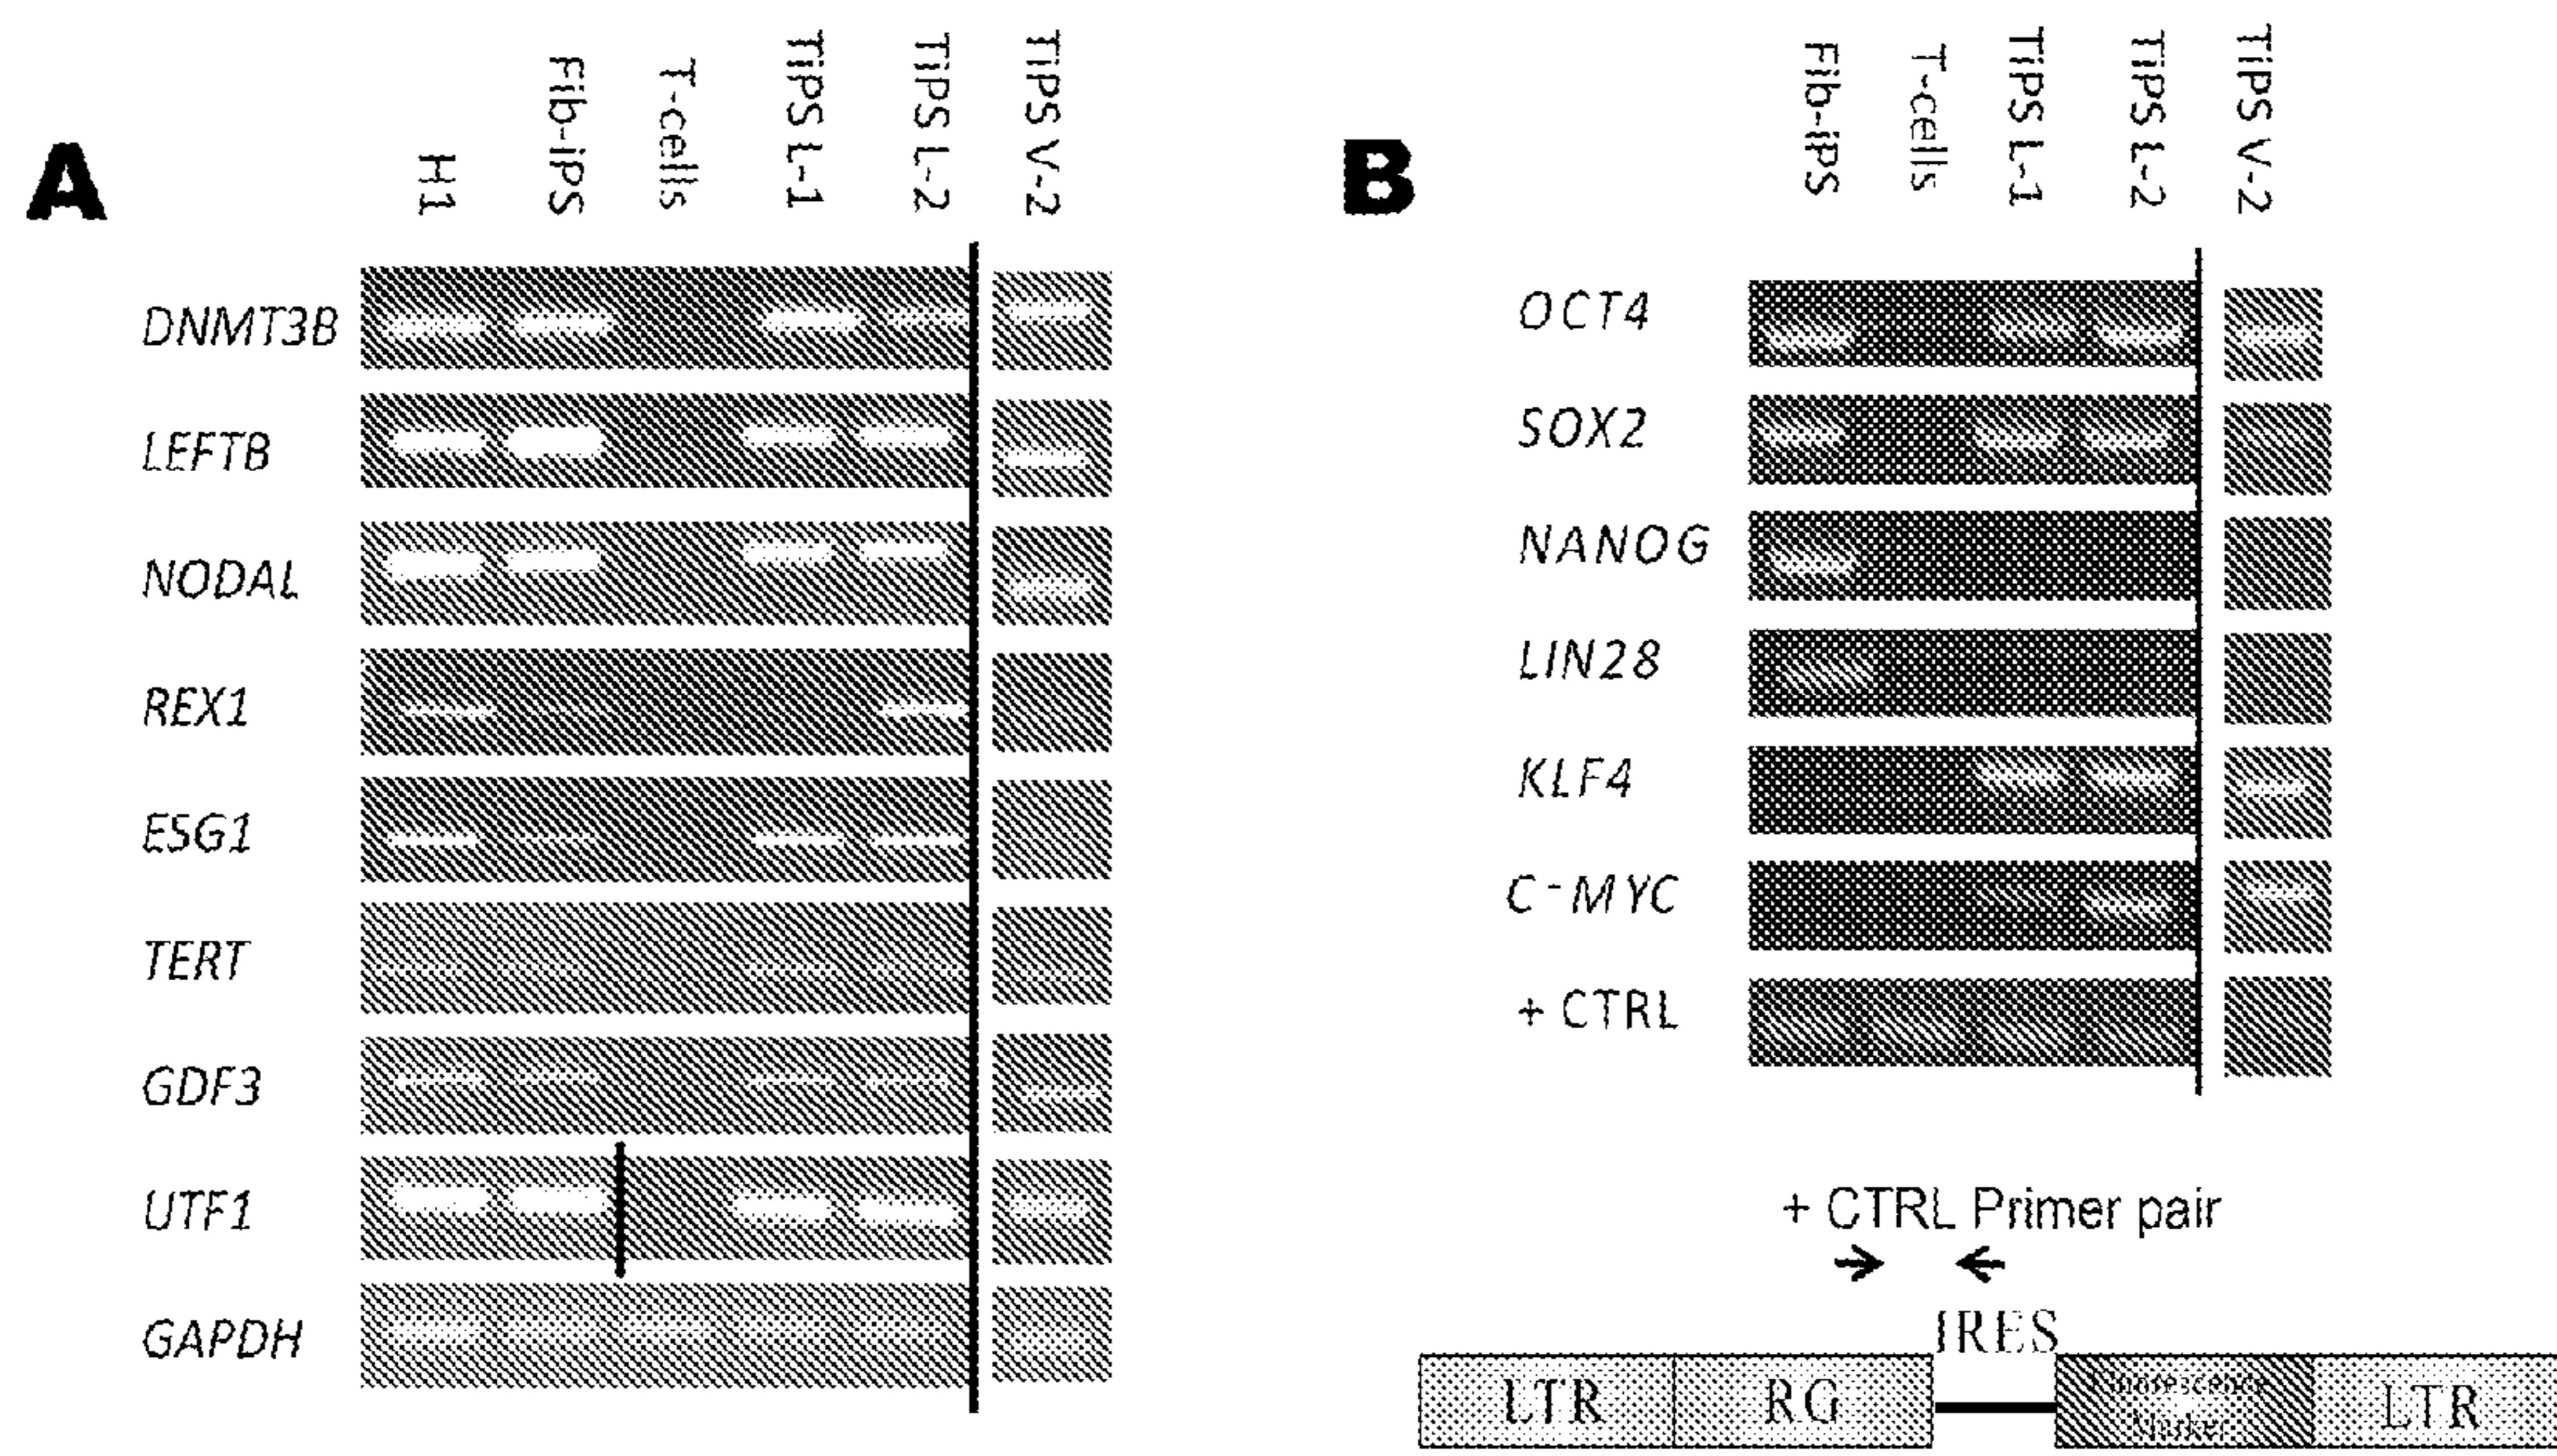 A
H1
Fib-iPS
T-cells
TiPS L-1
TiPS L-2
TiPS V-2
DNMT3B
LEFTB
NODAL
REX1
ESG1
TERT
GDF3
UTF1
GAPDH
B
Fib-iPS
T-cells
TiPS L-1
TiPS L-2
TiPS V-2
OCT4
SOX2
NANOG
LIN28
KLF4
C-MYC
+ CTRL
+ CTRL Primer pair
IRES
LTR RG Fluorescence LTR
Marker